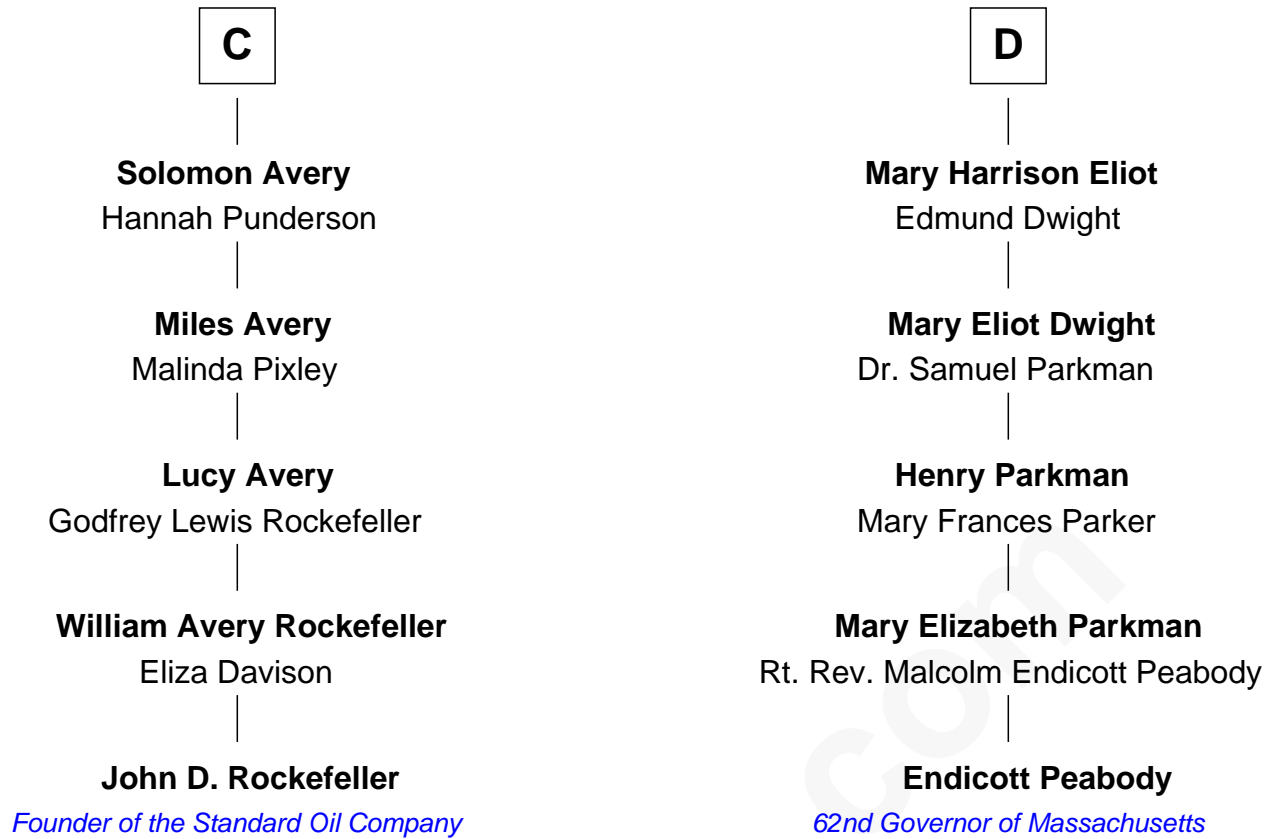 C
Solomon Avery
Hannah Punderson
Miles Avery
Malinda Pixley
Lucy Avery
Godfrey Lewis Rockefeller
William Avery Rockefeller
Eliza Davison
John D. Rockefeller
Founder of the Standard Oil Company
D
Mary Harrison Eliot
Edmund Dwight
Mary Eliot Dwight
Dr. Samuel Parkman
Henry Parkman
Mary Frances Parker
Mary Elizabeth Parkman
Rt. Rev. Malcolm Endicott Peabody
Endicott Peabody
62nd Governor of Massachusetts
com